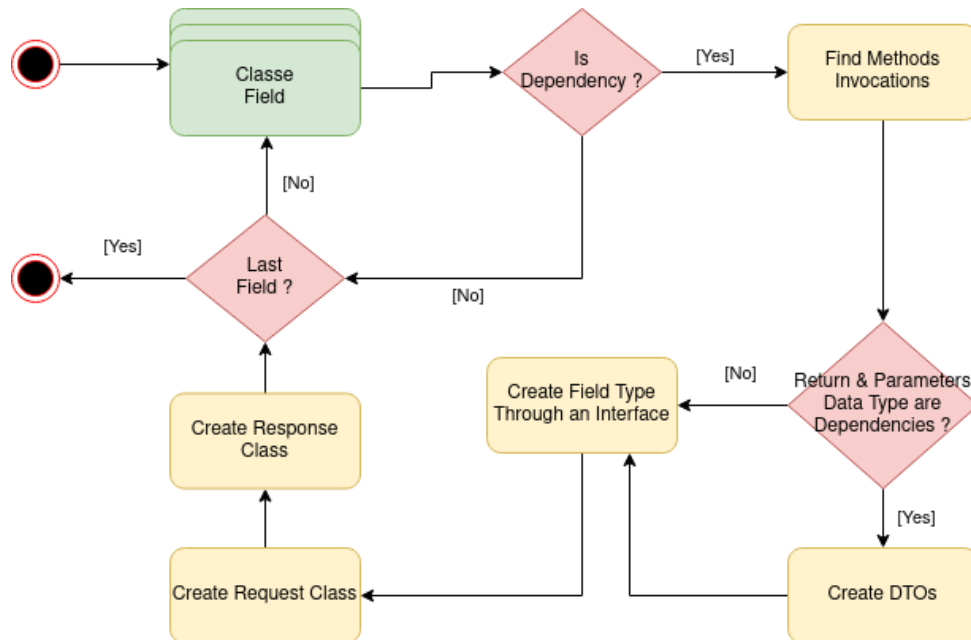 Classe
Field
Is
Dependency ?
[Yes]
Find Methods
Invocations
[No]
[Yes]
Last
Field ?
[No]
Create Field Type
Through an Interface
[No]
Return & Parameters
Data Type are
Dependencies ?
Create Response
Class
[Yes]
Create Request Class
Create DTOs